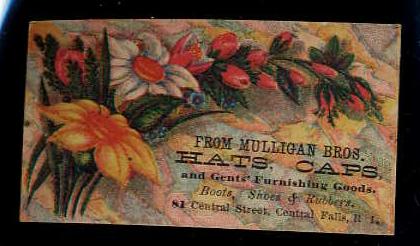 FROM MULLIGAN BROS.
HATS, CAPS,
and Gents' Furnishing Goods.
Boots, Shoes & Rubbers.
81 Central Street, Central Falls, R. I.